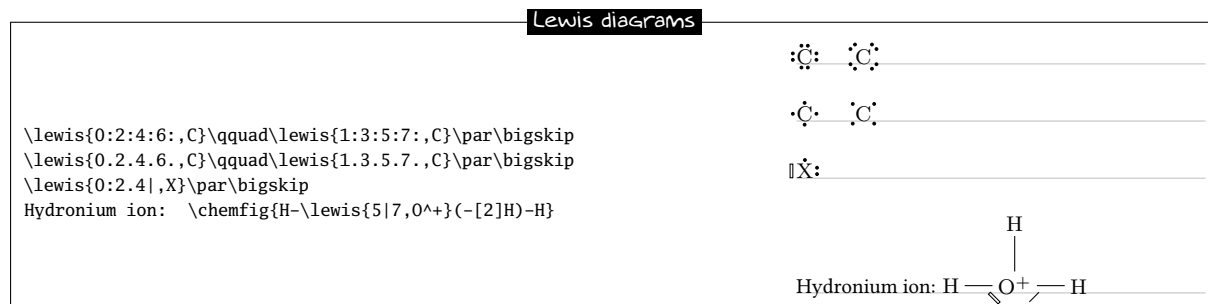 Lewis diagrams
\lewis{0:2:4:6:,C}\qquad\lewis{1:3:5:7:,C}\par\bigskip
\lewis{0.2.4.6.,C}\qquad\lewis{1.3.5.7.,C}\par\bigskip
\lewis{0:2.4|,X}\par\bigskip
Hydronium ion: \chemfig{H-\lewis{5|7,O^+}(-[2]H)-H}
C C
C C
X
H
Hydronium ion: H O+ H